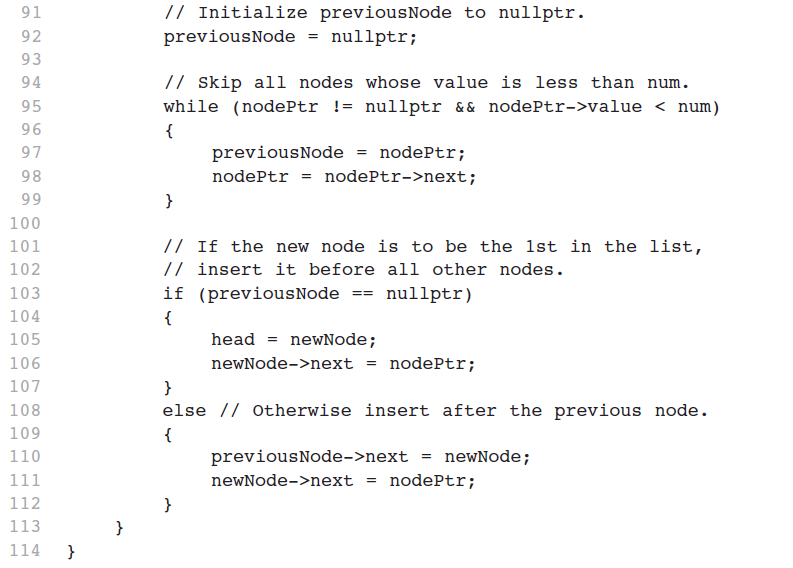 91 // Initialize previousNode to nullptr.
92 previousNode = nullptr;
93
94 // Skip all nodes whose value is less than num.
95 while (nodePtr != nullptr && nodePtr->value < num)
96 {
97 previousNode = nodePtr;
98 nodePtr = nodePtr->next;
99 }
100
101 // If the new node is to be the 1st in the list,
102 // insert it before all other nodes.
103 if (previousNode == nullptr)
104 {
105 head = newNode;
106 newNode->next = nodePtr;
107 }
108 else // Otherwise insert after the previous node.
109 {
110 previousNode->next = newNode;
111 newNode->next = nodePtr;
112 }
113 }
114 }